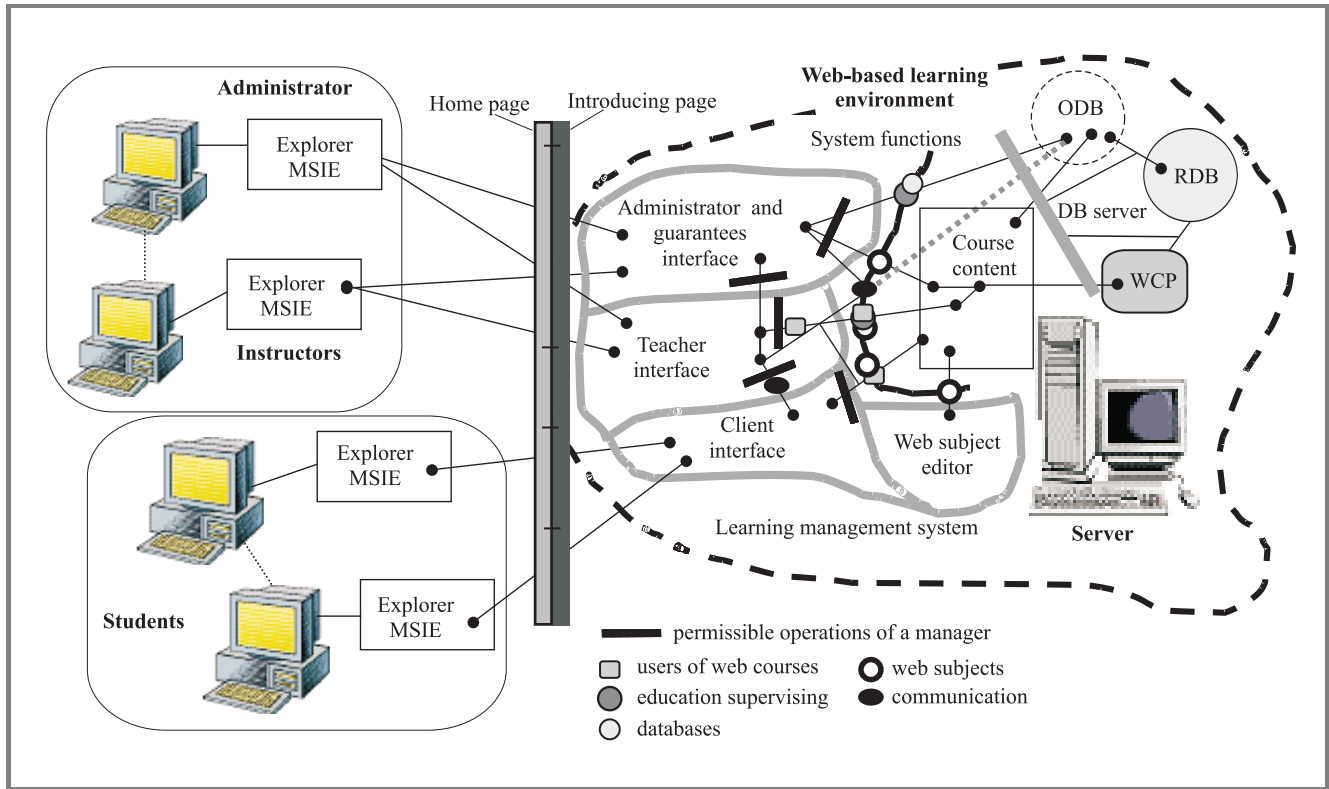 Administrator
Explorer
MSIE
Explorer
MSIE
Instructors
Explorer
MSIE
Explorer
MSIE
Students
Home page
Introducing page
Web-based learning
environment
System functions
Administrator and
guarantees
interface
Teacher
interface
Client
interface
Course
content
Web subject
editor
Learning management system
ODB
RDB
DB server
WCP
Server
permissible operations of a manager
users of web courses
web subjects
education supervising
communication
databases